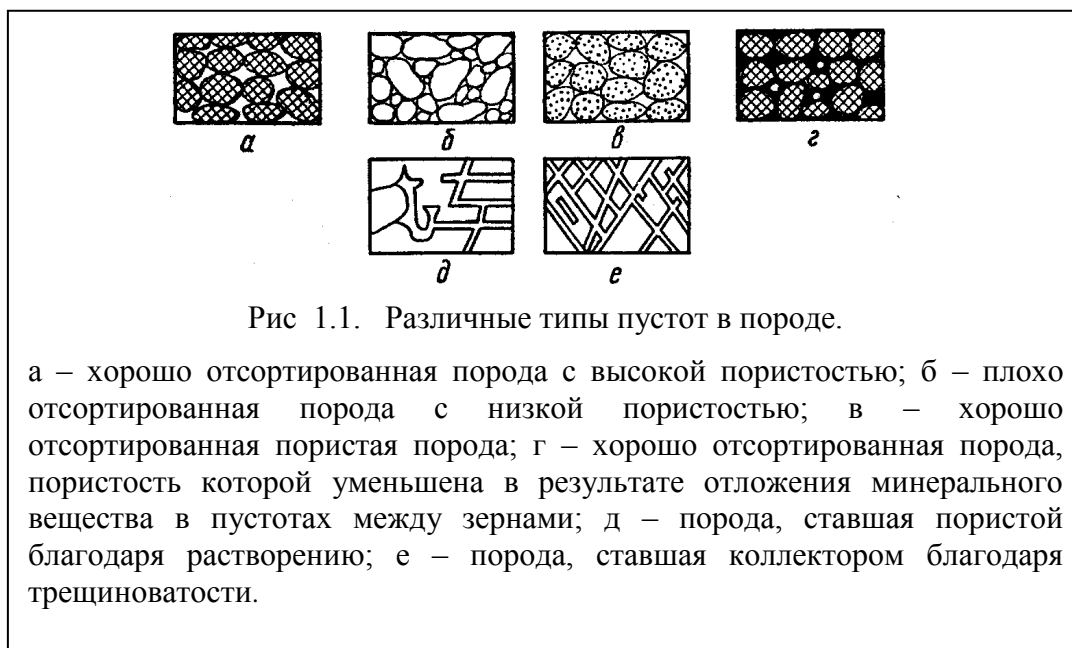 а б в г
д е
Рис 1.1. Различные типы пустот в породе.
а – хорошо отсортированная порода с высокой пористостью; б – плохо
отсортированная порода с низкой пористостью; в – хорошо
отсортированная пористая порода; г – хорошо отсортированная порода,
пористость которой уменьшена в результате отложения минерального
вещества в пустотах между зернами; д – порода, ставшая пористой
благодаря растворению; е – порода, ставшая коллектором благодаря
трещиноватости.